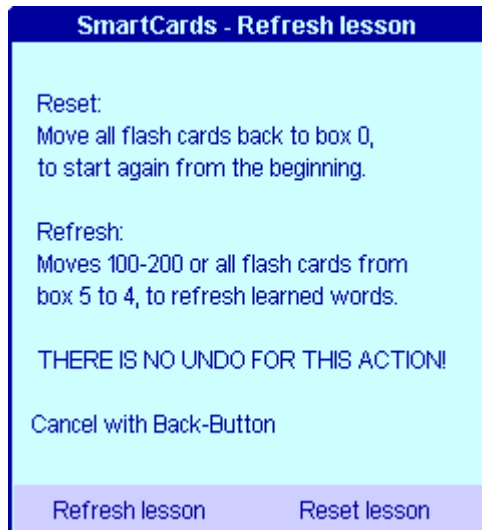 SmartCards - Refresh lesson
Reset:
Move all flash cards back to box 0,
to start again from the beginning.
Refresh:
Moves 100-200 or all flash cards from
box 5 to 4, to refresh learned words.
THERE IS NO UNDO FOR THIS ACTION!
Cancel with Back-Button
Refresh lesson Reset lesson